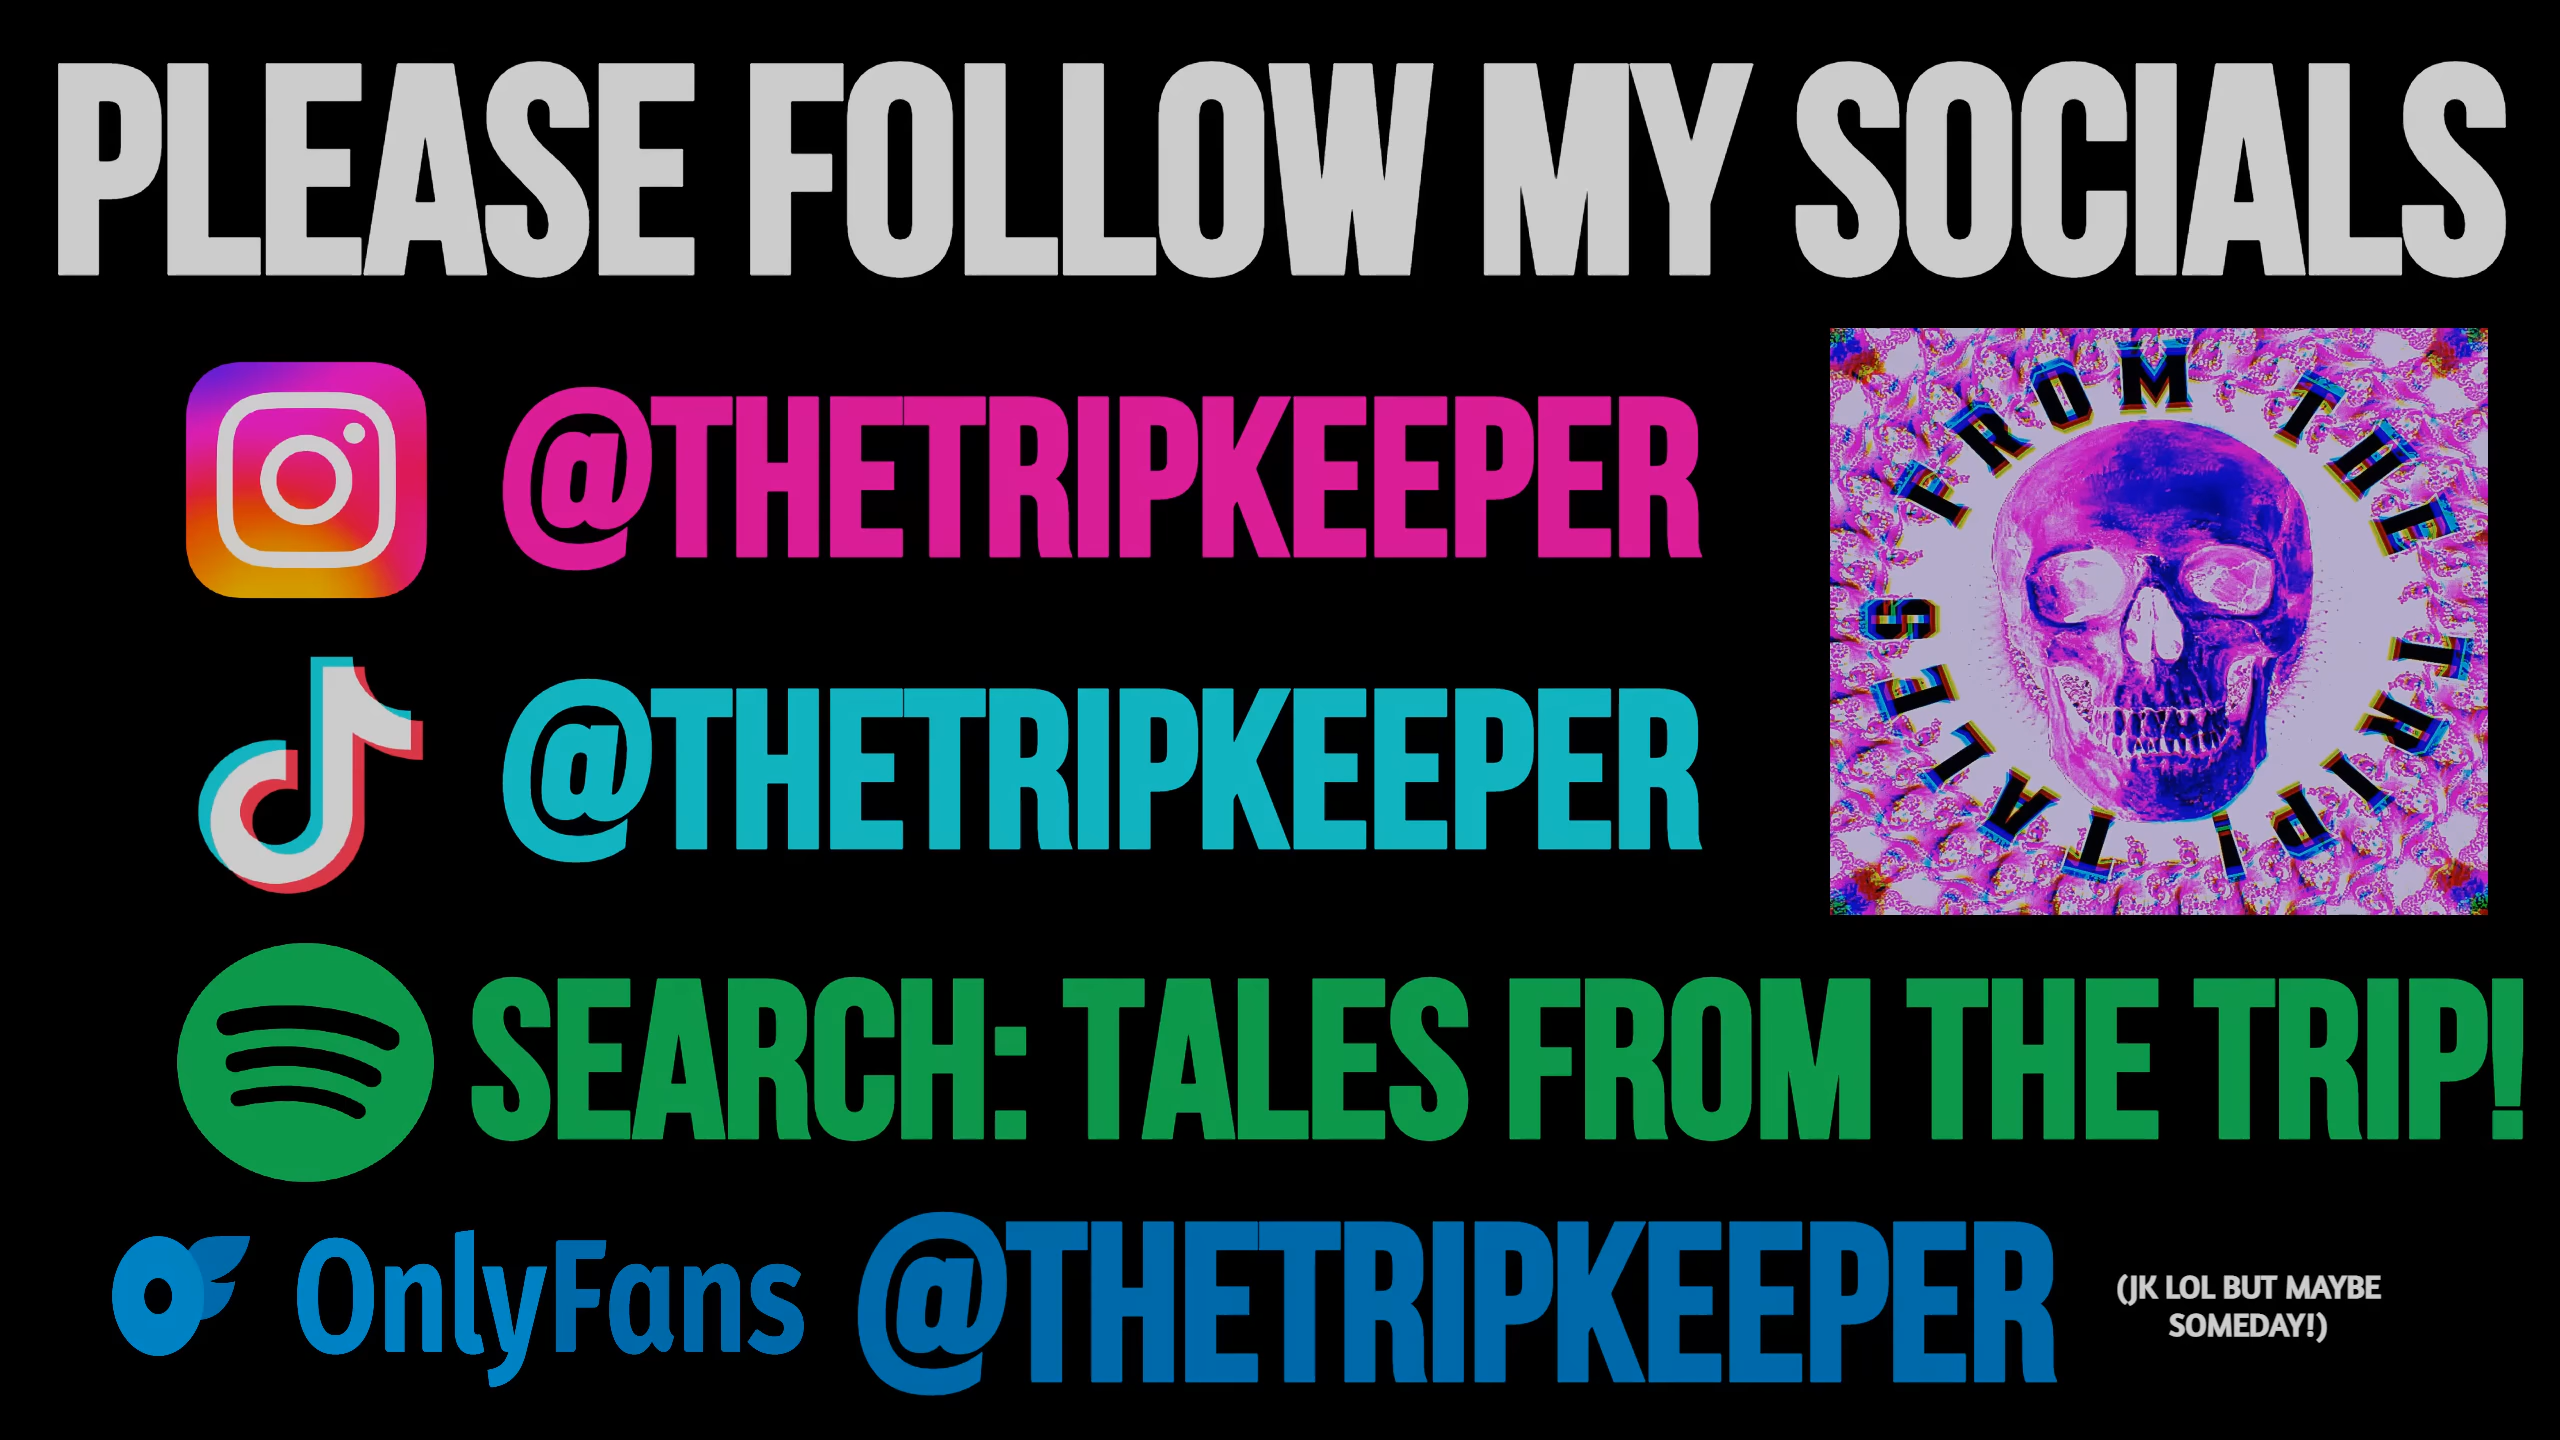 PLEASE FOLLOW MY SOCIALS
@THETRIPKEEPER
@THETRIPKEEPER
TALES FROM THE TRIP
SEARCH: TALES FROM THE TRIP!
OnlyFans @THETRIPKEEPER
(JK LOL BUT MAYBE
SOMEDAY!)